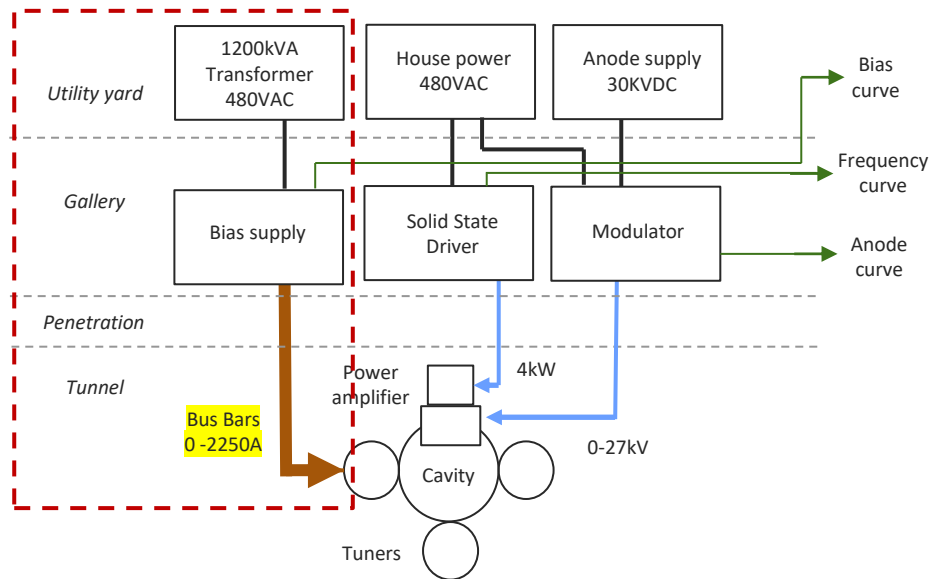 Utility yard
1200kVA
Transformer
480VAC
House power
480VAC
Anode supply
30KVDC
Bias
curve
Frequency
curve
Gallery
Bias supply
Solid State
Driver
Modulator
Anode
curve
Penetration
Tunnel
Power
amplifier
4kW
Bus Bars
0 -2250A
0-27kV
Cavity
Tuners